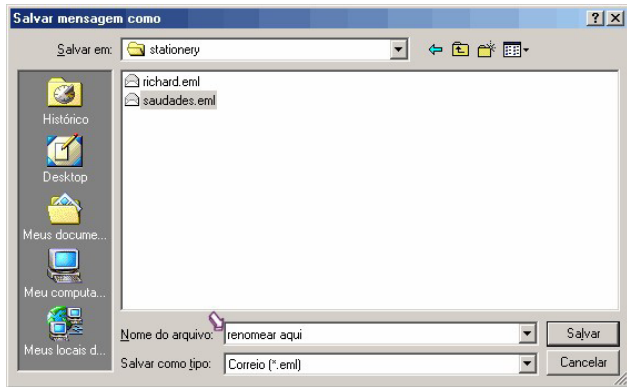 Salvar mensagem como
Salvar em: stationery
richard.eml
saudades.eml
Histórico
Desktop
Meus docume...
Meu computa...
Meus locais d...
Nome do arquivo: renomear aqui
Salvar
Salvar como tipo: Correio (*.eml)
Cancelar